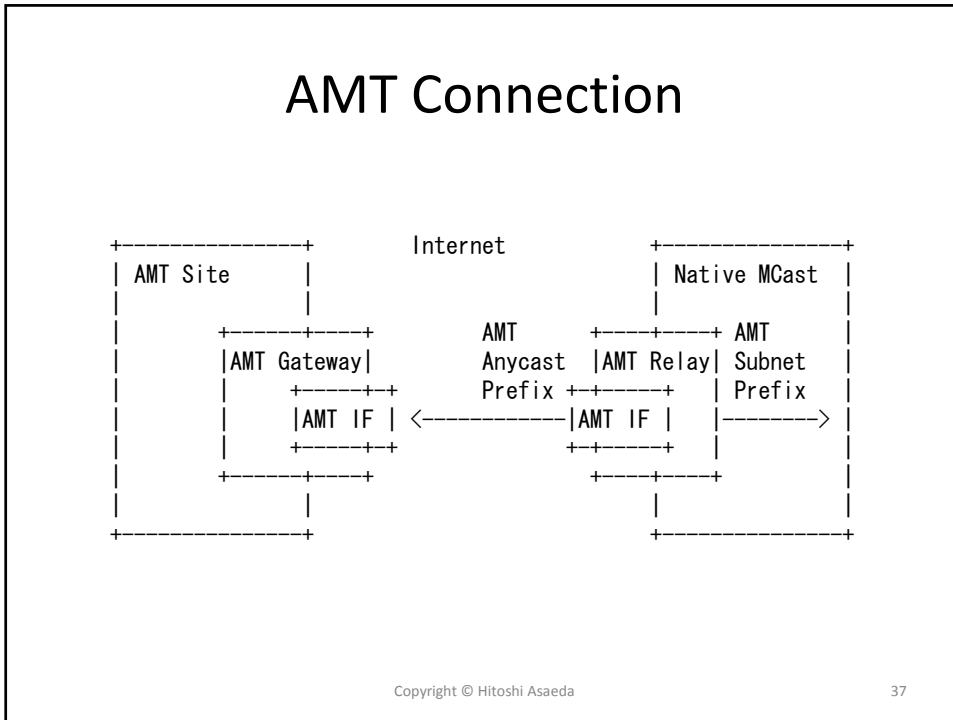 AMT Connection
+---------------+        Internet            +---------------+
| AMT Site      |                            | Native MCast  |
|               |                            |               |
|        +------+----+         AMT      +----+----+ AMT      |
|        |AMT Gateway|         Anycast  |AMT Relay| Subnet   |
|        |     +-----+-+       Prefix +-+-----+   | Prefix   |
|        |     |AMT IF | <------------|AMT IF |   |--------> |
|        |     +-----+-+              +-+-----+   |          |
|        +------+----+                  +----+----+          |
|               |                            |               |
+---------------+                            +---------------+
Copyright © Hitoshi Asaeda
37